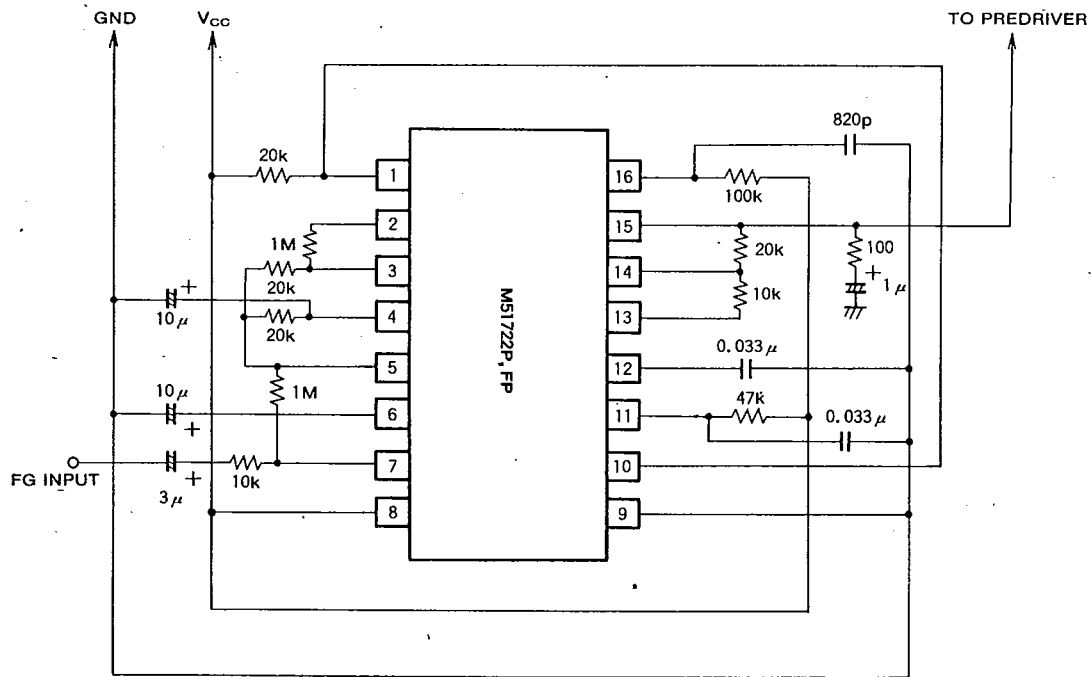 GND
VCC
TO PREDRIVER
820p
20k
1
16
100k
2
15
1M
20k
100
3
14
20k
10k
1μ
10μ
20k
4
13
M51722P, FP
5
12
0.033μ
1M
10μ
6
11
47k
0.033μ
FG INPUT
3μ
10k
7
10
8
9
+
+
+
+